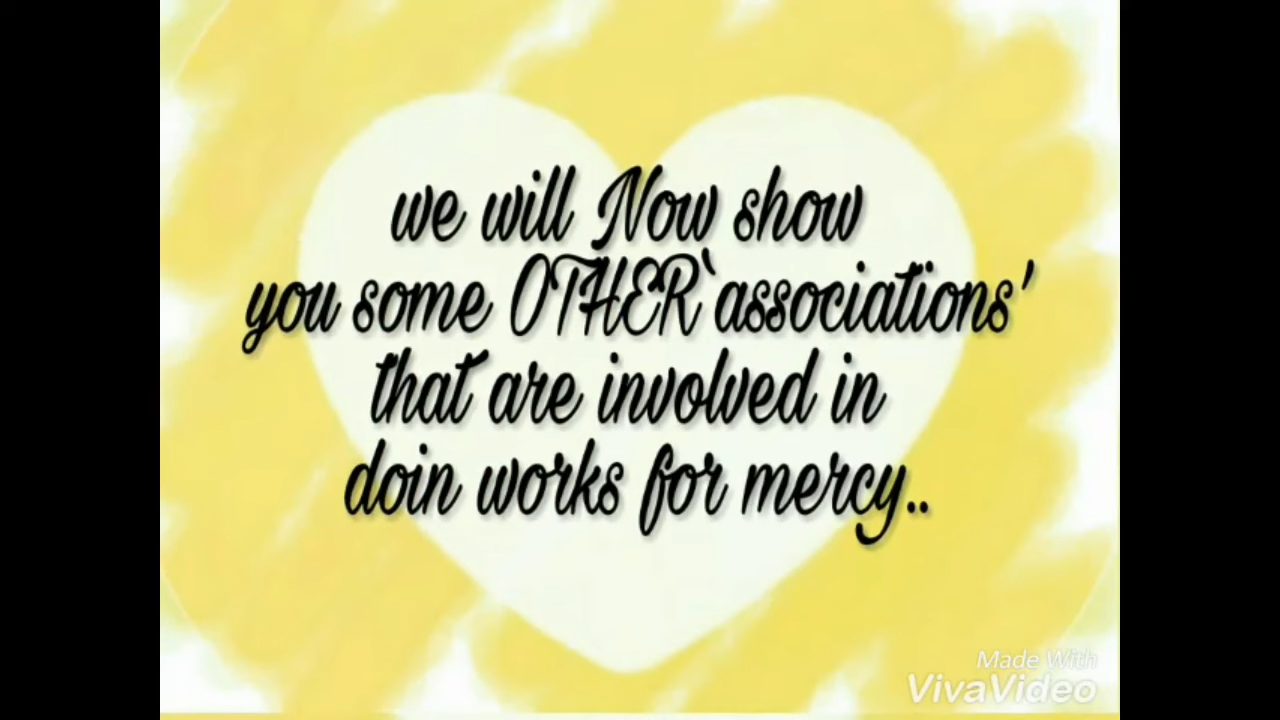 we will Now show
you some OTHER`associations'
that are involved in
doin works for mercy..
Made With
VivaVideo